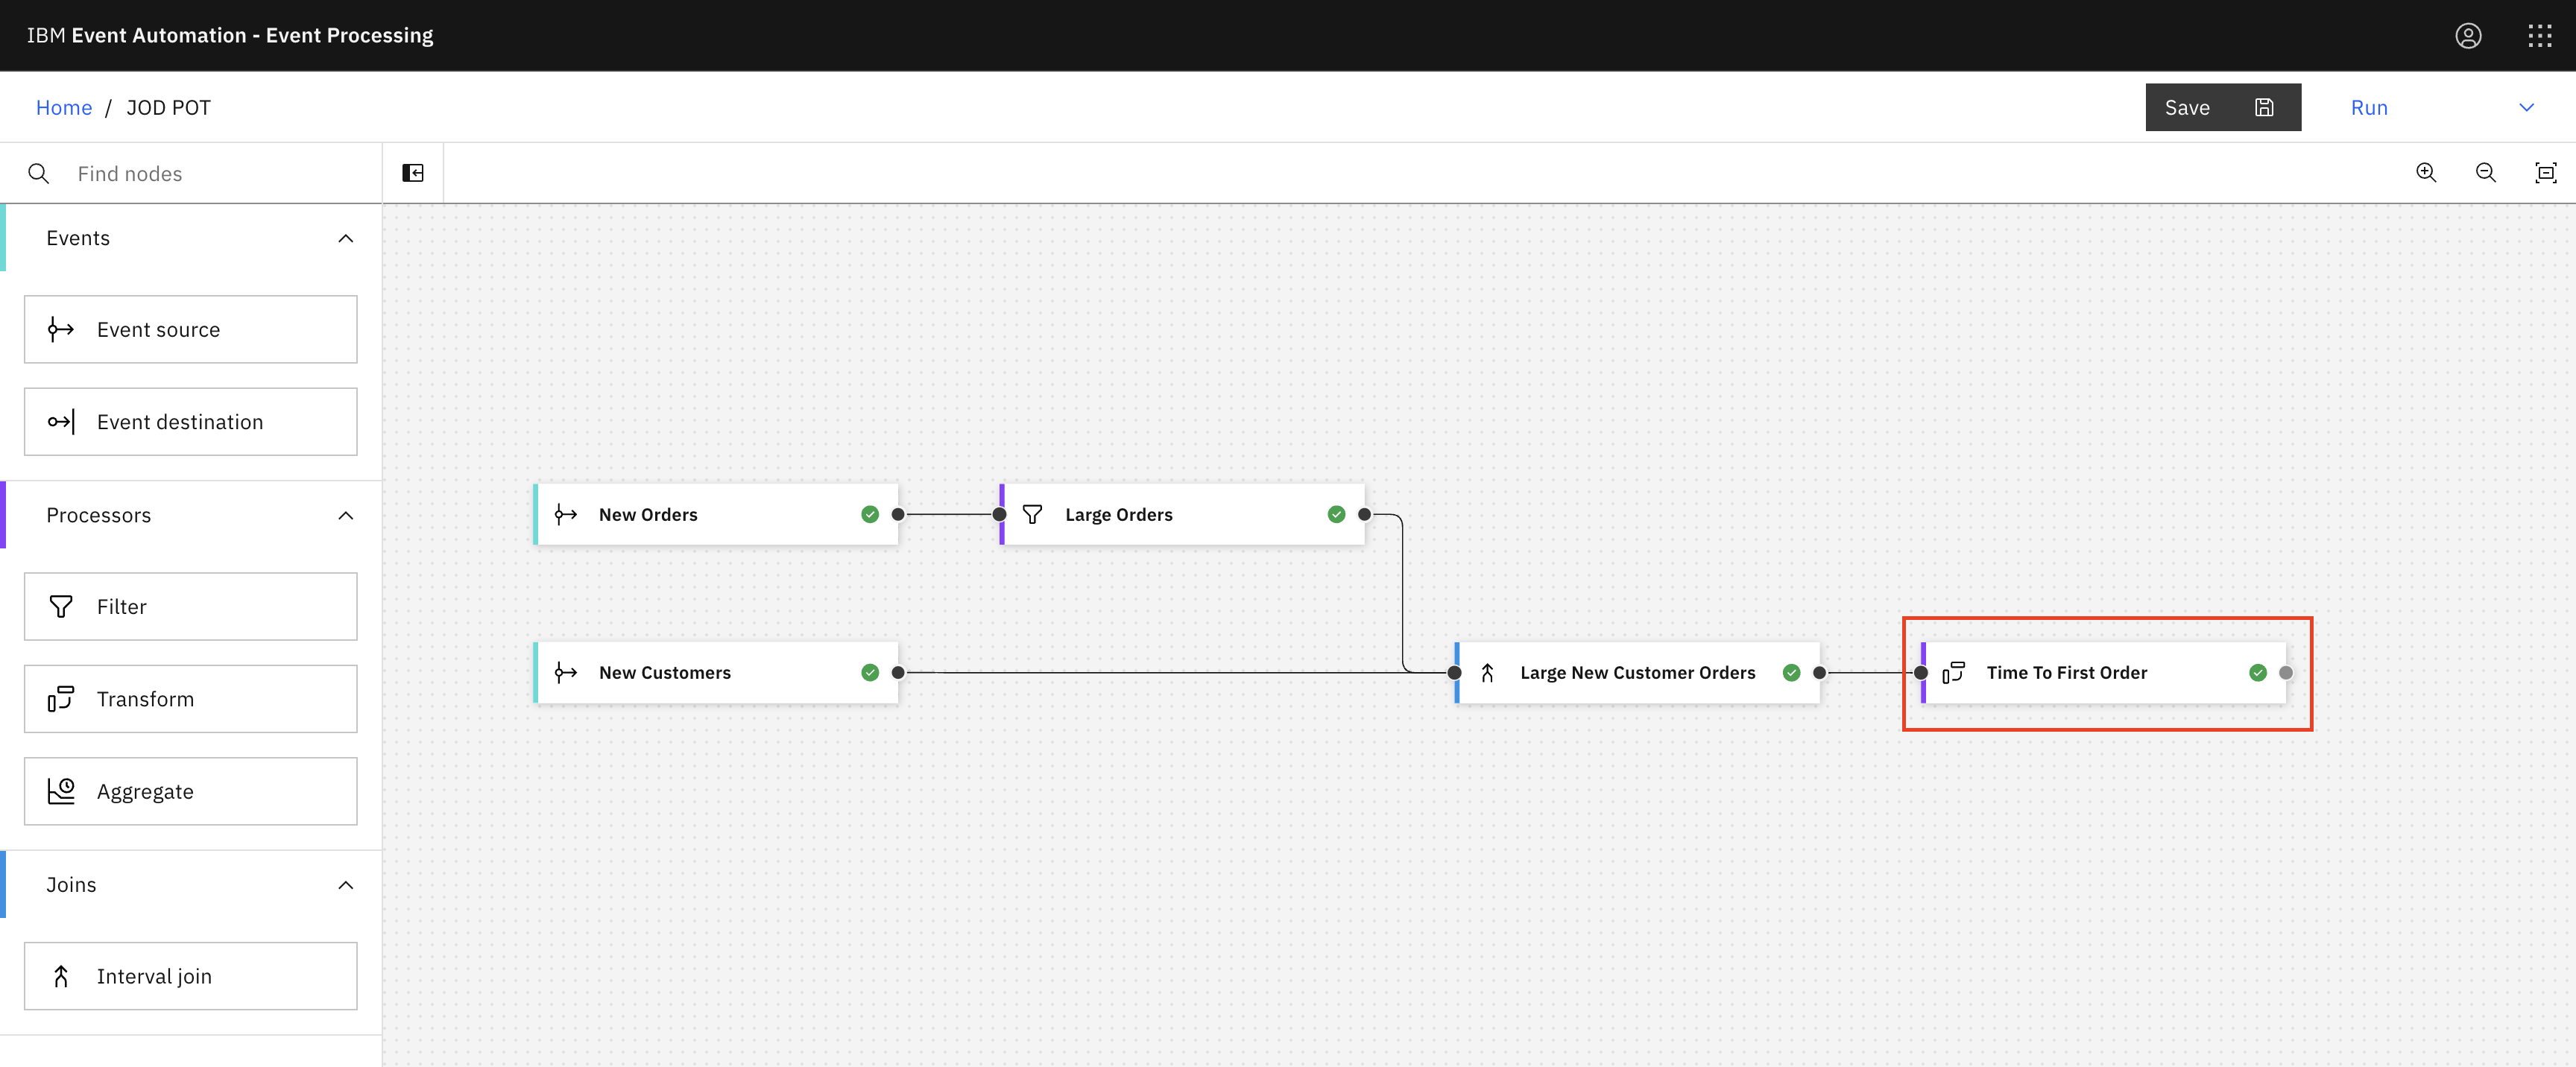 IBM Event Automation - Event Processing
Home / JOD POT
Save
Run
Find nodes
Events
Event source
Event destination
Processors
Filter
Transform
Aggregate
Joins
Interval join
New Orders
Large Orders
New Customers
Large New Customer Orders
Time To First Order